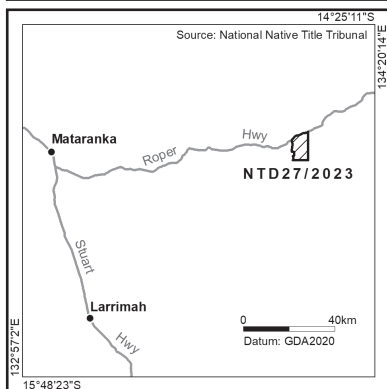 14°25'11"S
Source: National Native Title Tribunal
134°20'14"E
Mataranka
Roper
Hwy
NTD27/2023
Stuart
Larrimah
Hwy
0 40km
Datum: GDA2020
132°57'2"E
15°48'23"S